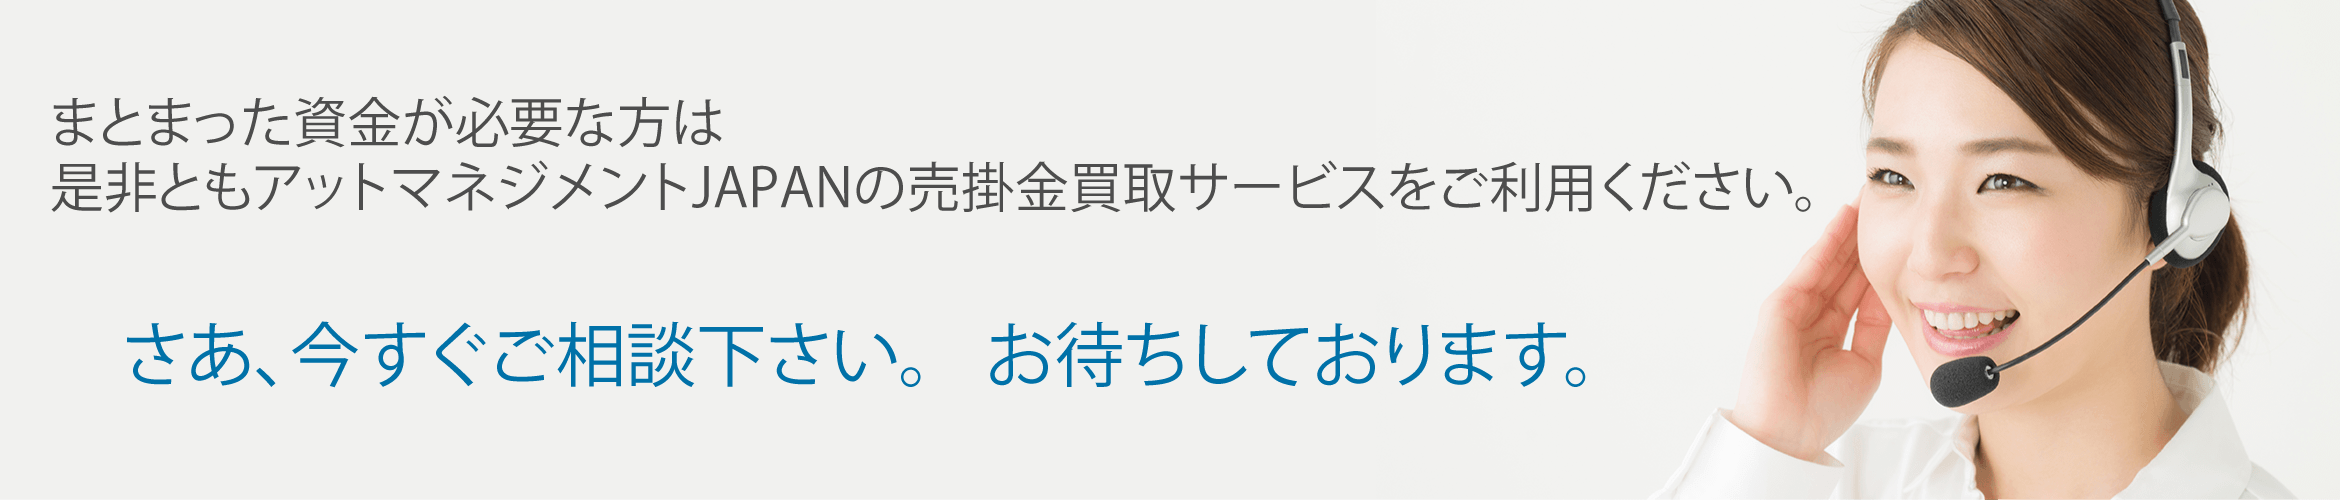 まとまった資金が必要な方は
是非ともアットマネジメントJAPANの売掛金買取サービスをご利用ください。
さあ、今すぐご相談下さい。　お待ちしております。